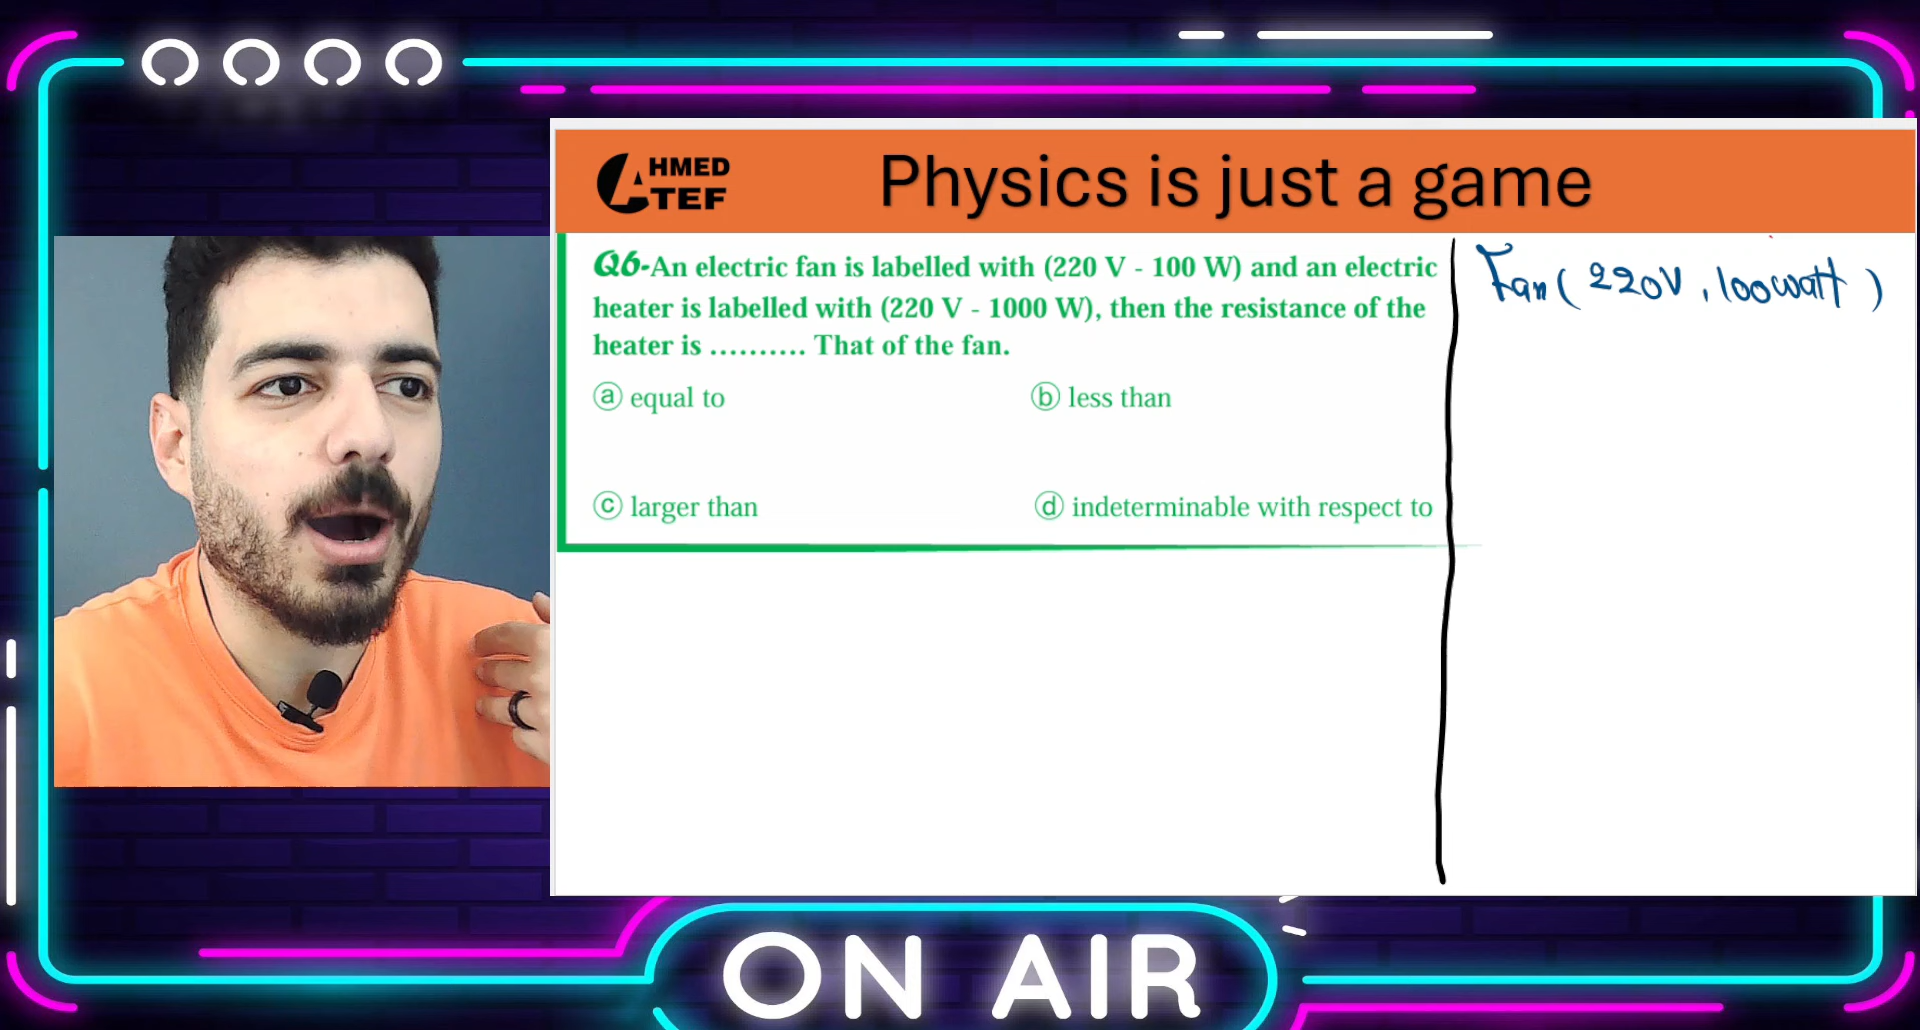 AHMED
ATEF
Physics is just a game
Q6-An electric fan is labelled with (220 V - 100 W) and an electric
heater is labelled with (220 V - 1000 W), then the resistance of the
heater is .......... That of the fan.
ⓐ equal to
ⓑ less than
ⓒ larger than
ⓓ indeterminable with respect to
Fan ( 220V , 100watt )
ON AIR